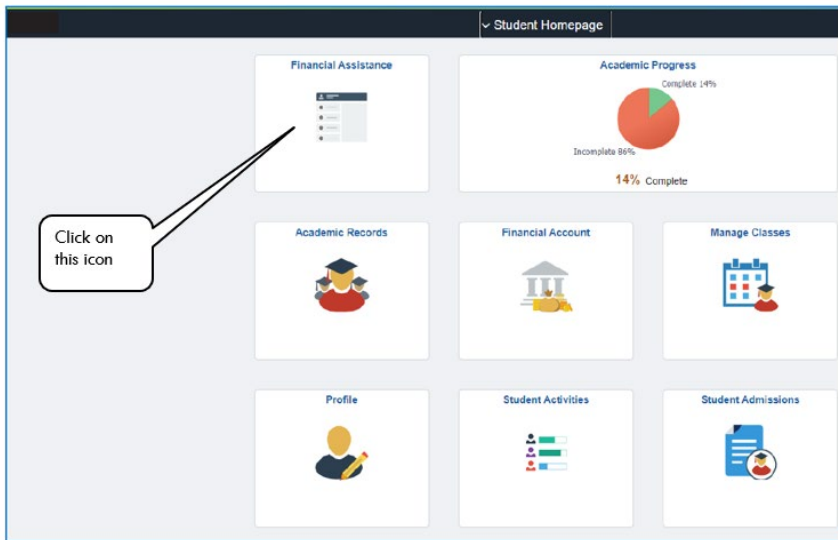 Student Homepage
Financial Assistance
Academic Progress
Complete 14%
Incomplete 86%
14% Complete
Click on
this icon
Academic Records
Financial Account
Manage Classes
Profile
Student Activities
Student Admissions